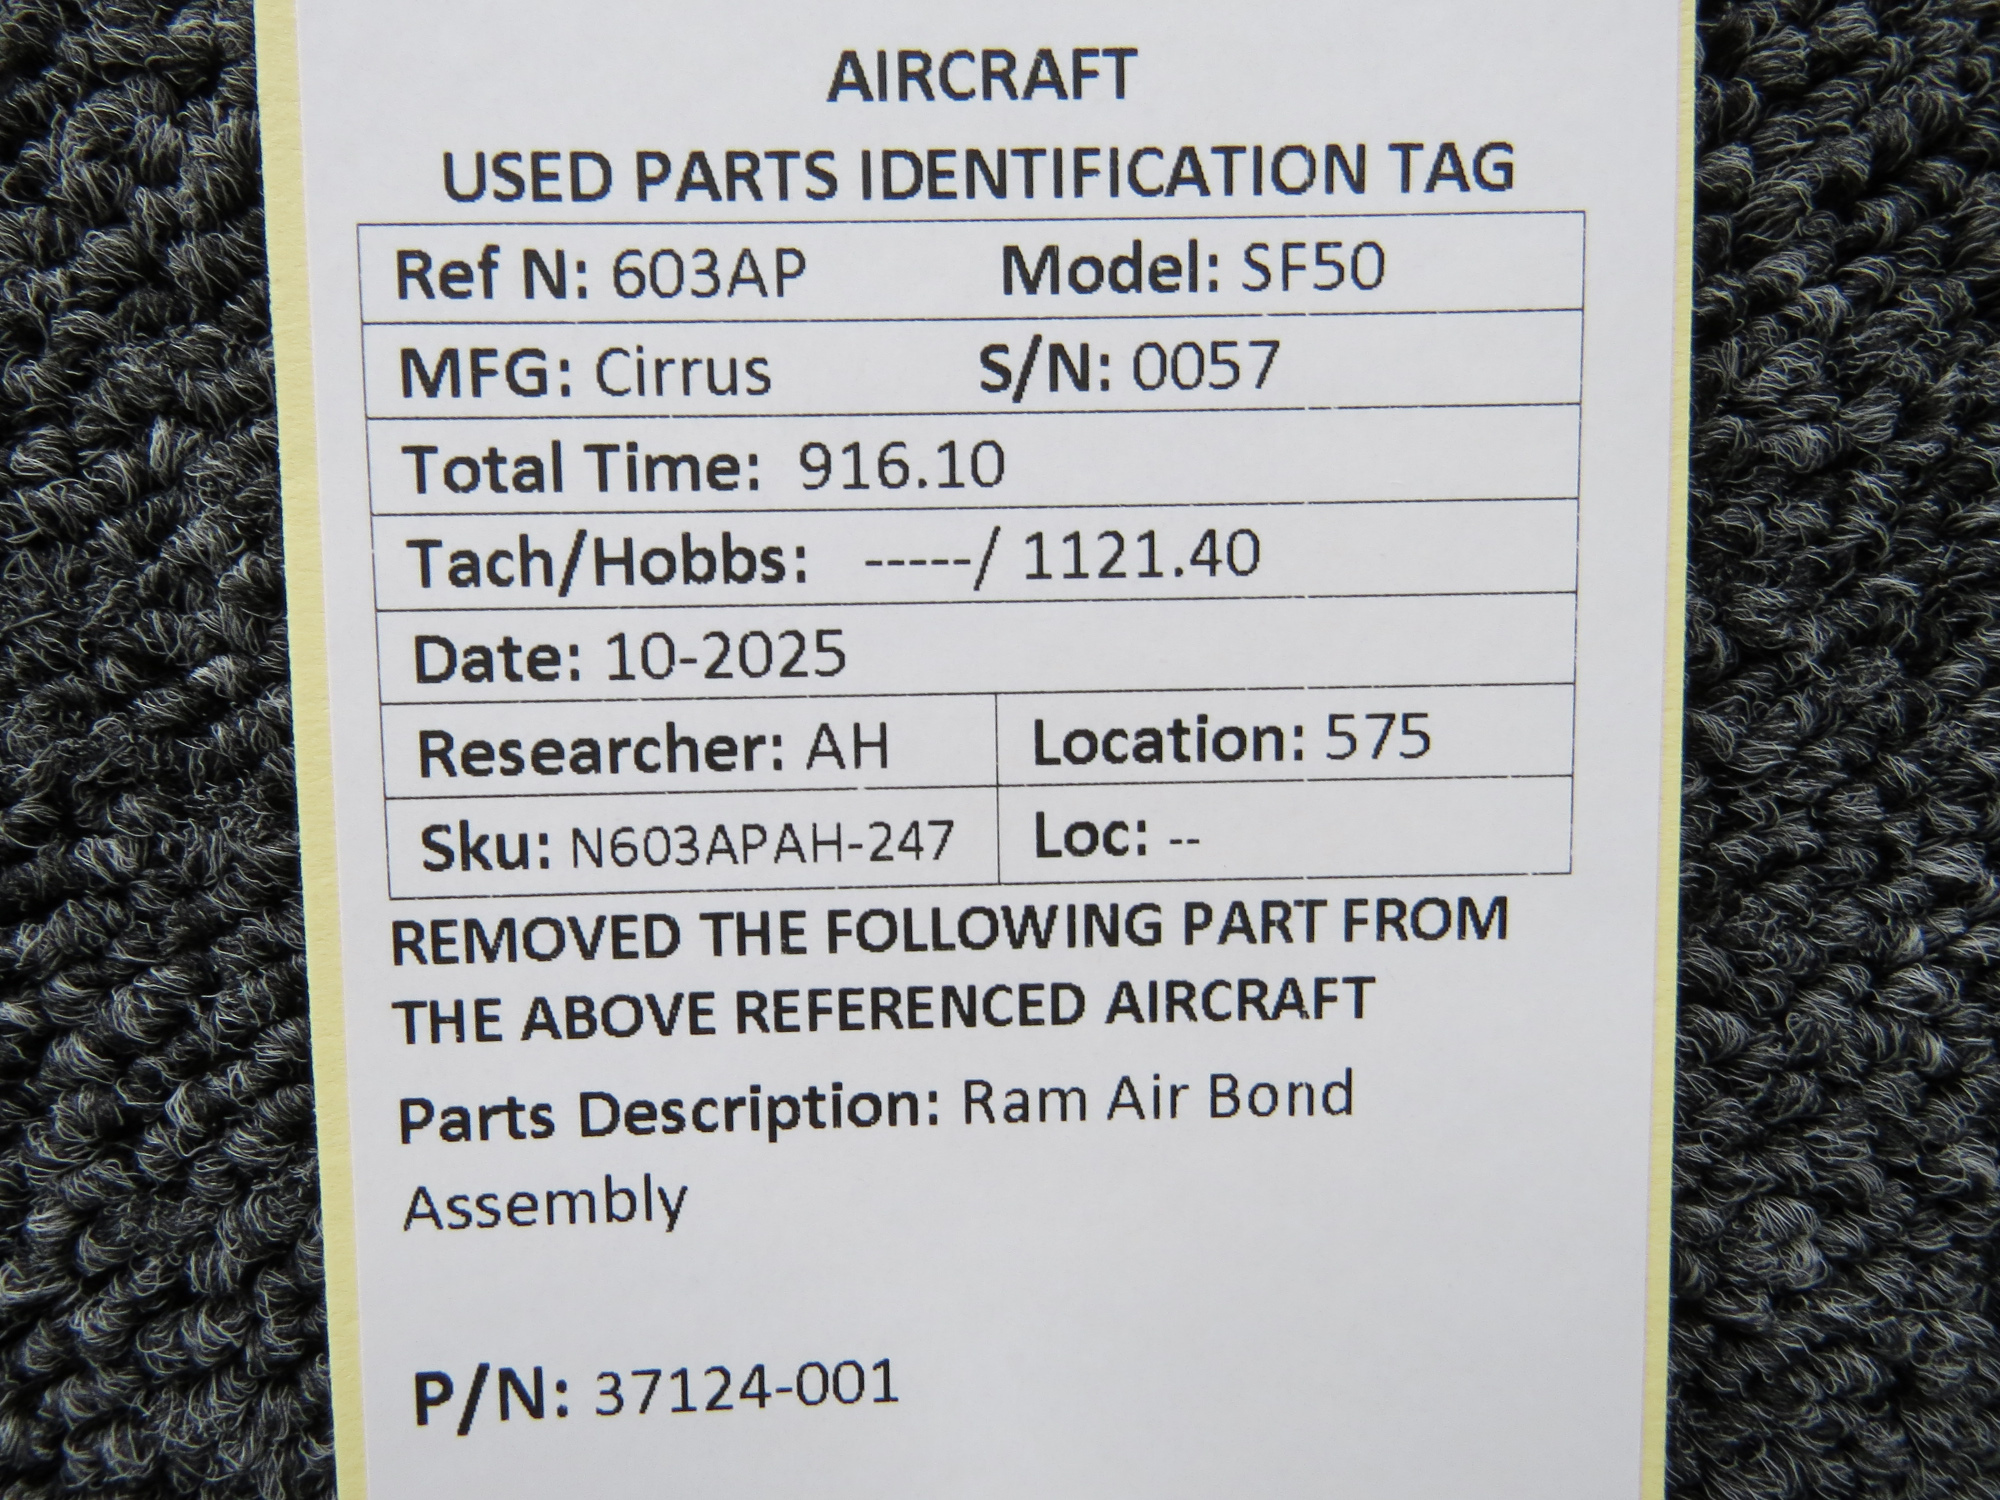 AIRCRAFT
USED PARTS IDENTIFICATION TAG
Ref N: 603AP Model: SF50
MFG: Cirrus S/N: 0057
Total Time: 916.10
Tach/Hobbs: -----/ 1121.40
Date: 10-2025
Researcher: AH Location: 575
Sku: N603APAH-247 Loc: --
REMOVED THE FOLLOWING PART FROM
THE ABOVE REFERENCED AIRCRAFT
Parts Description: Ram Air Bond
Assembly
P/N: 37124-001